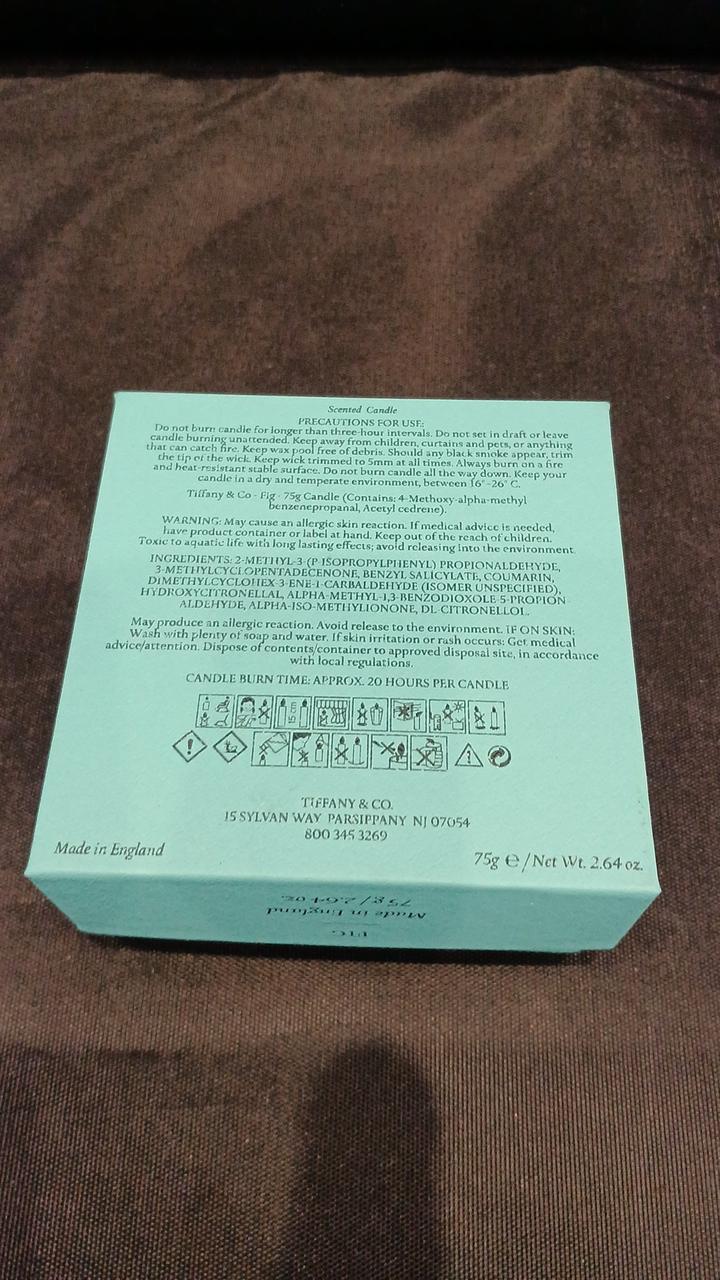 Scented Candle
PRECAUTIONS FOR USE:
Do not burn candle for longer than three-hour intervals. Do not set in draft or leave
candle burning unattended. Keep away from children, curtains and pets, or anything
that can catch fire. Keep wax pool free of debris. Should any black smoke appear, trim
the tip of the wick. Keep wick trimmed to 5mm at all times. Always burn on a fire
and heat-resistant stable surface. Do not burn candle all the way down. Keep your
candle in a dry and temperate environment, between 16°-26° C.
Tiffany & Co - Fig - 75g Candle (Contains: 4-Methoxy-alpha-methyl
benzenepropanal, Acetyl cedrene).
WARNING: May cause an allergic skin reaction. If medical advice is needed,
have product container or label at hand. Keep out of the reach of children.
Toxic to aquatic life with long lasting effects; avoid releasing into the environment.
INGREDIENTS: 2-METHYL-3-(P-ISOPROPYLPHENYL) PROPIONALDEHYDE,
3-METHYLCYCLOPENTADECENONE, BENZYL SALICYLATE, COUMARIN,
DIMETHYLCYCLOHEX-3-ENE-1-CARBALDEHYDE (ISOMER UNSPECIFIED),
HYDROXYCITRONELLAL, ALPHA-METHYL-1,3-BENZODIOXOLE-5-PROPION
ALDEHYDE, ALPHA-ISO-METHYLIONONE, DL-CITRONELLOL.
May produce an allergic reaction. Avoid release to the environment. IF ON SKIN:
Wash with plenty of soap and water. If skin irritation or rash occurs: Get medical
advice/attention. Dispose of contents/container to approved disposal site, in accordance
with local regulations.
CANDLE BURN TIME: APPROX. 20 HOURS PER CANDLE
TIFFANY & CO.
15 SYLVAN WAY PARSIPPANY NJ 07054
800 345 3269
Made in England
75g e / Net Wt. 2.64 oz.
FIG
Made in England
75g / 2.64 oz.